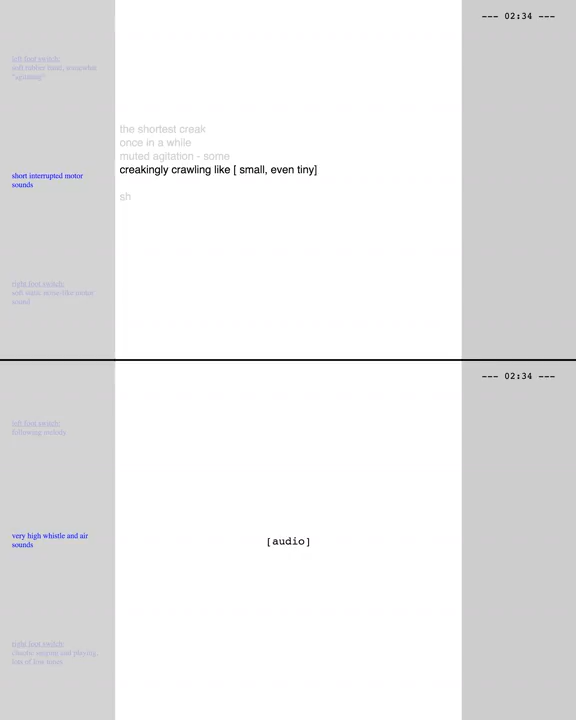 --- 02:34 ---
left foot switch:
soft rubber band, somewhat
"agitating"
the shortest creak
once in a while
muted agitation - some
creakingly crawling like [ small, even tiny]
short interrupted motor
sounds
sh
right foot switch:
soft static noise-like motor
sound
--- 02:34 ---
left foot switch:
following melody
very high whistle and air
sounds
[audio]
right foot switch:
chaotic singing and playing,
lots of fast tones